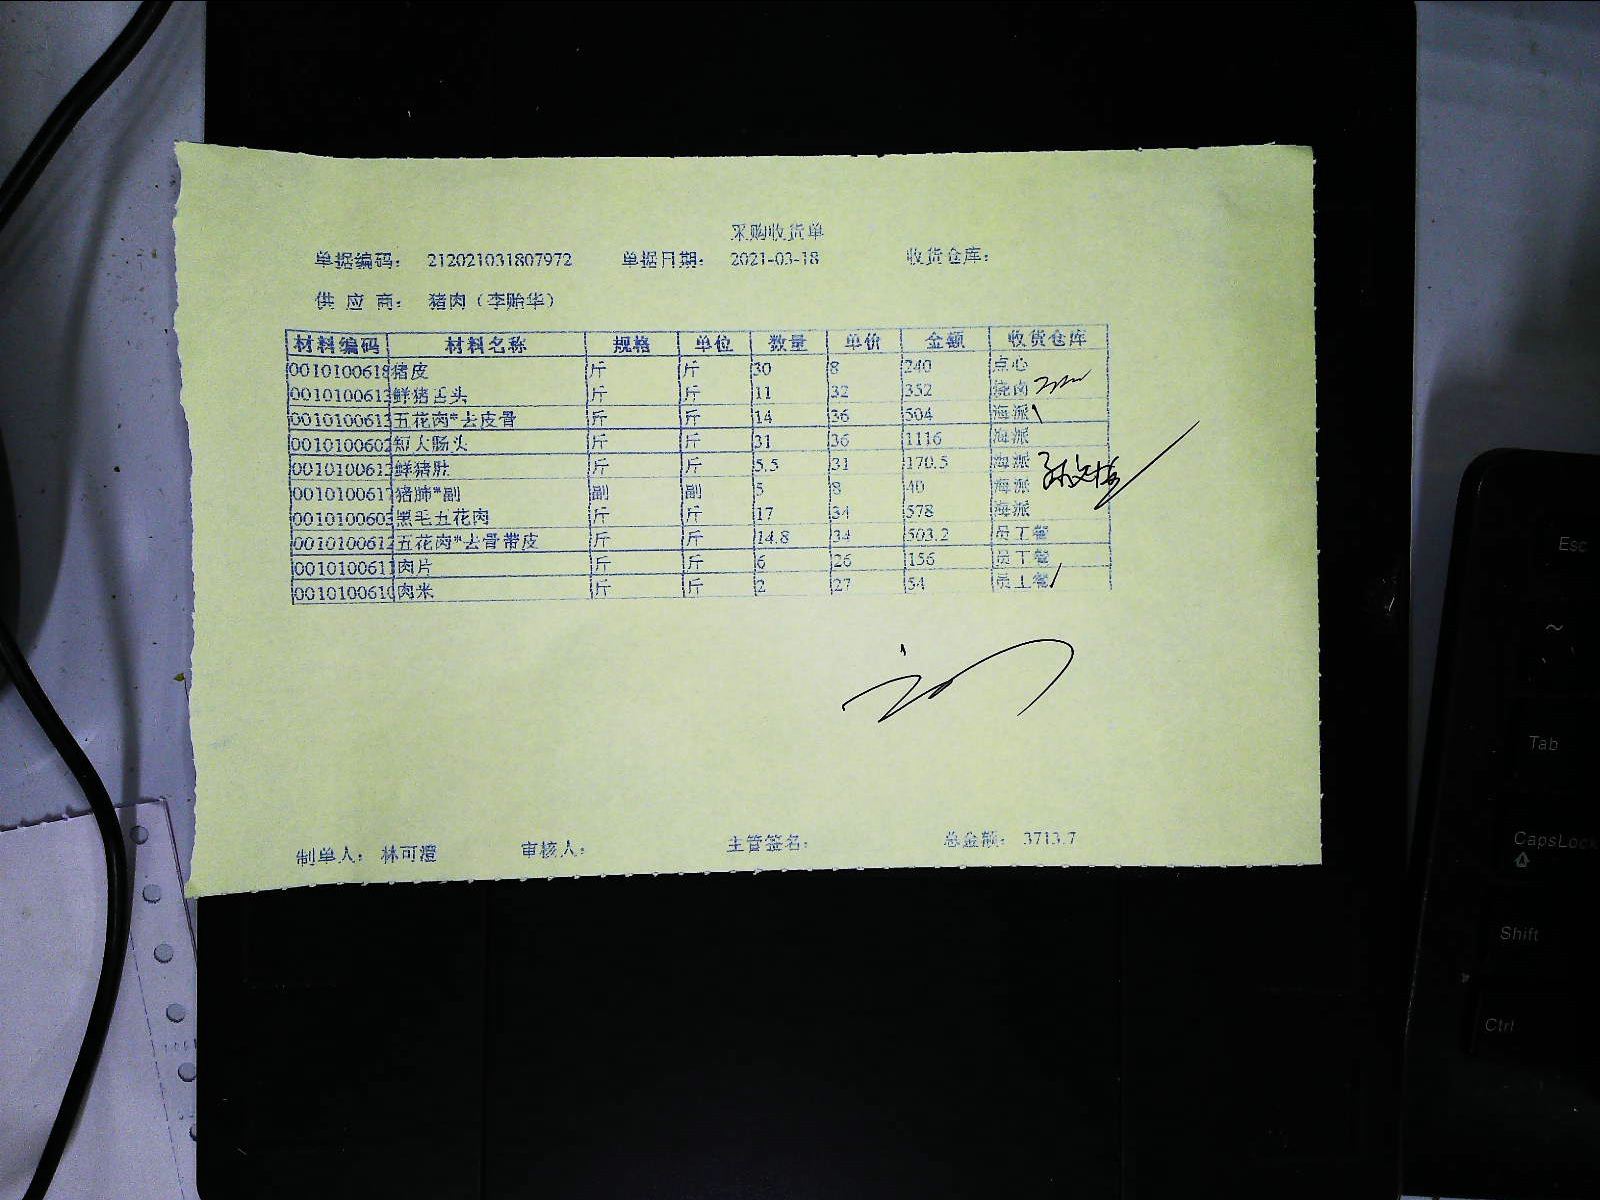 采购收货单
单据编码： 212021031807972 单据日期： 2021-03-18 收货仓库：
供 应 商： 猪肉（李贻华）
材料编码 材料名称 规格 单位 数量 单价 金额 收货仓库
0010100618 猪皮 斤 斤 30 8 240 点心
001010061 鲜猪舌头 斤 斤 11 32 352 烧卤
001010061 五花肉*去皮骨 斤 斤 14 36 504 海派
0010100602 短大肠头 斤 斤 31 36 1116 海派
001010061 鲜猪肚 斤 斤 5.5 31 170.5 海派
0010100617 猪肺*副 副 副 5 8 40 海派
0010100603 黑毛五花肉 斤 斤 17 34 578 海派
0010100612 五花肉*去骨带皮 斤 斤 14.8 34 503.2 员工餐
0010100611 肉片 斤 斤 6 26 156 员工餐
0010100610 肉米 斤 斤 2 27 54 员工餐
制单人： 林可澧 审核人： 主管签名： 总金额： 3713.7
Esc
~
Tab
CapsLock
Shift
Ctrl